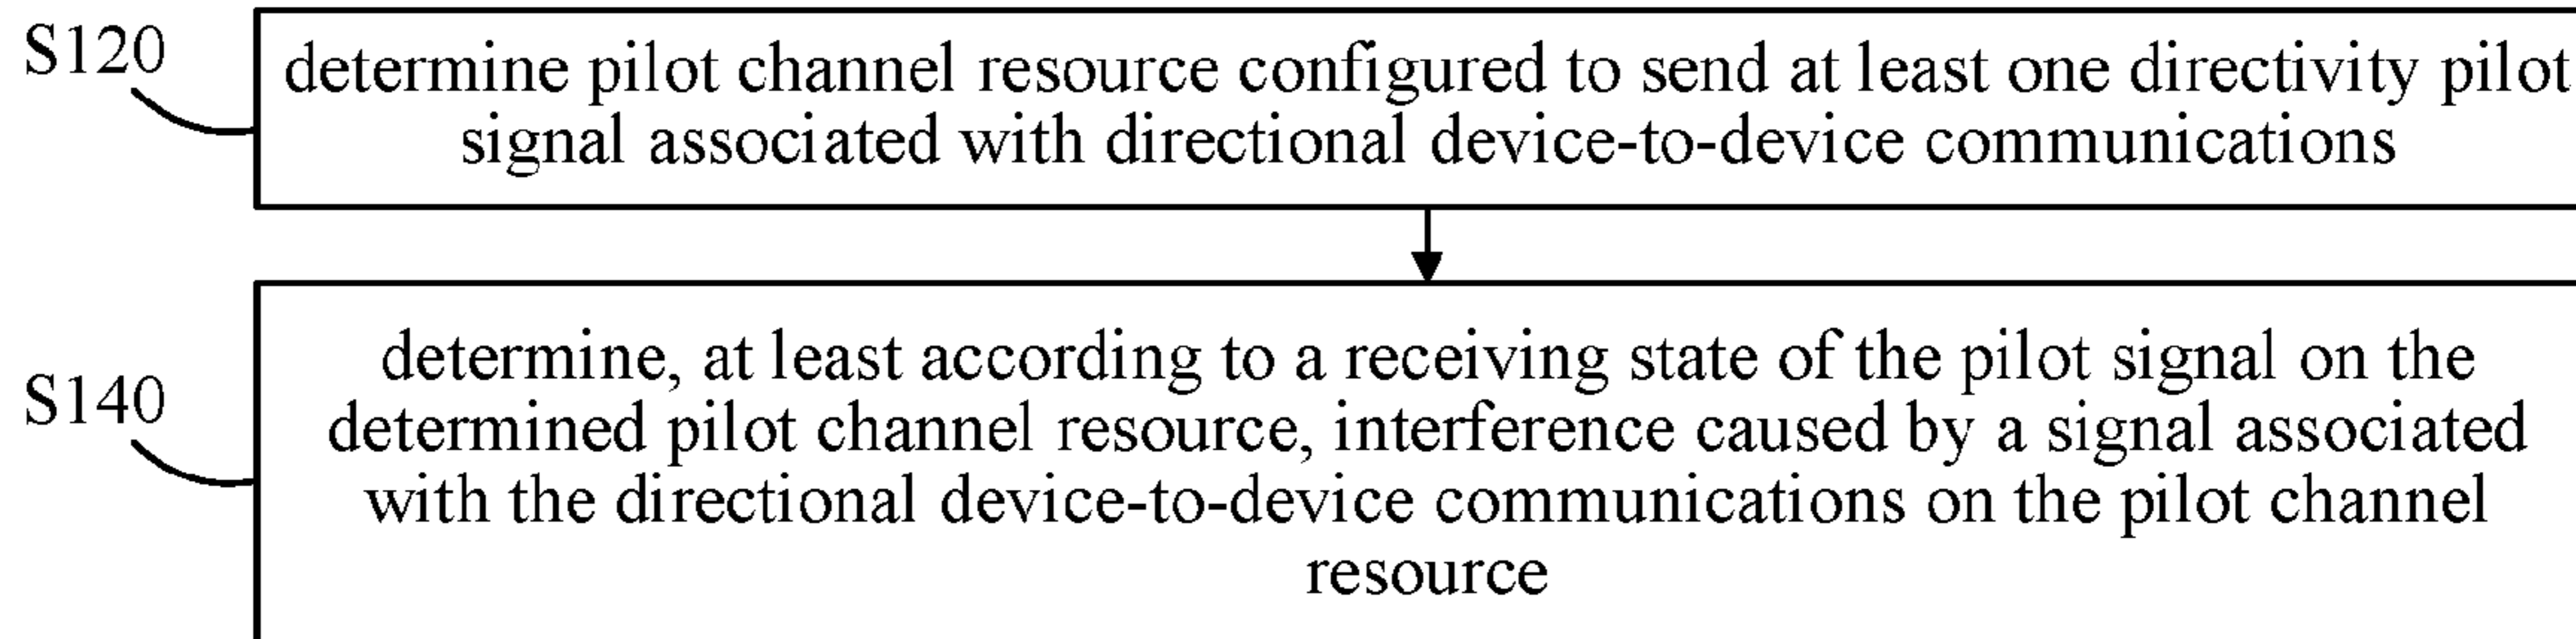 S120
determine pilot channel resource configured to send at least one directivity pilot
signal associated with directional device-to-device communications
S140
determine, at least according to a receiving state of the pilot signal on the
determined pilot channel resource, interference caused by a signal associated
with the directional device-to-device communications on the pilot channel
resource